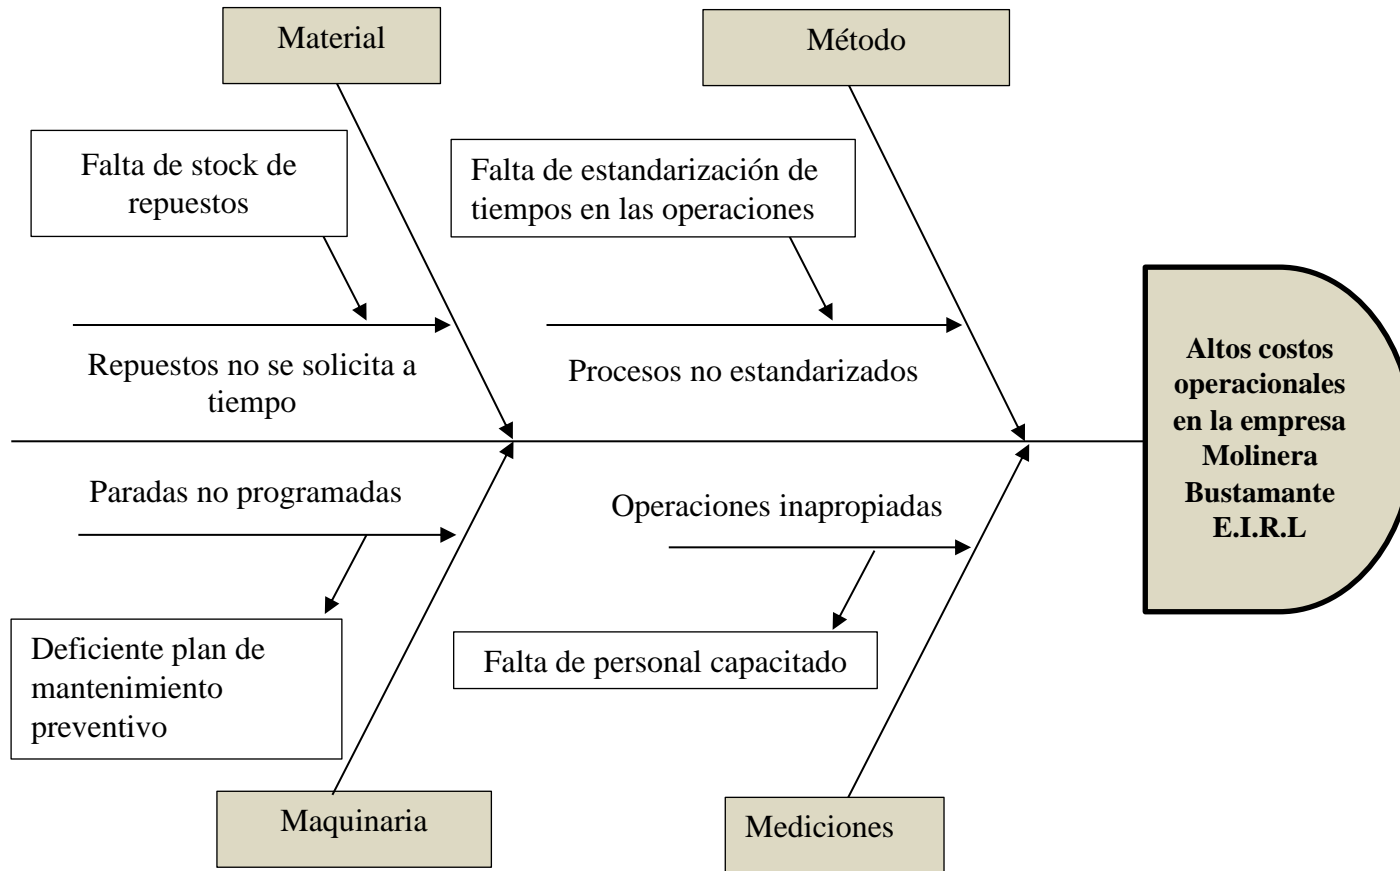 Material
Método
Falta de stock de
repuestos
Falta de estandarización de
tiempos en las operaciones
Repuestos no se solicita a
tiempo
Procesos no estandarizados
Altos costos
operacionales
en la empresa
Molinera
Bustamante
E.I.R.L
Paradas no programadas
Operaciones inapropiadas
Deficiente plan de
mantenimiento
preventivo
Falta de personal capacitado
Maquinaria
Mediciones